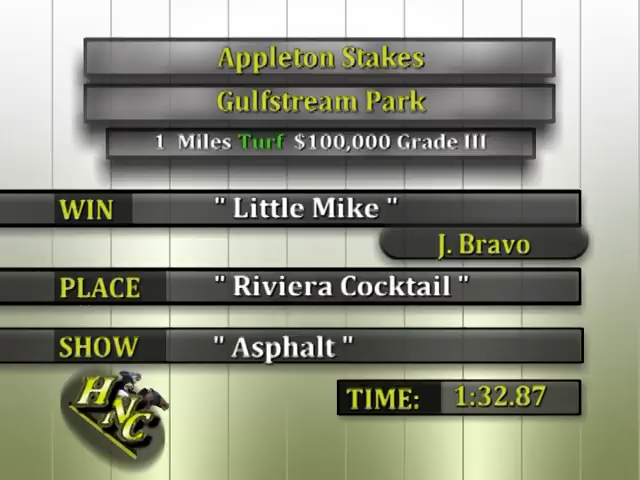 Appleton Stakes
Gulfstream Park
1 Miles Turf $100,000 Grade III
WIN " Little Mike "
J. Bravo
PLACE " Riviera Cocktail "
SHOW " Asphalt "
HNC
TIME: 1:32.87